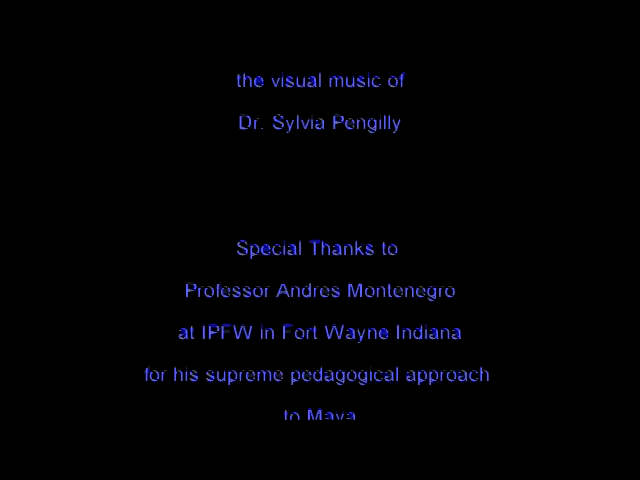 the visual music of
Dr. Sylvia Pengilly
Special Thanks to
Professor Andres Montenegro
at IPFW in Fort Wayne Indiana
for his supreme pedagogical approach
to Maya